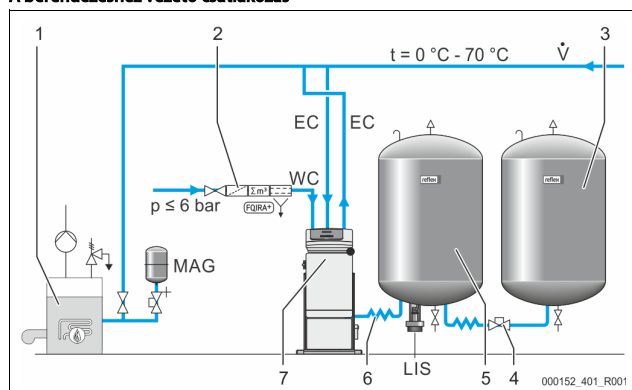 A berendezéshez vezető csatlakozás
1
2
3
t = 0 °C - 70 °C
V̇
EC
EC
WC
Σ m³
FQIRA⁺
p ≤ 6 bar
reflex
reflex
MAG
LIS
7
6
5
4
000152_401_R001